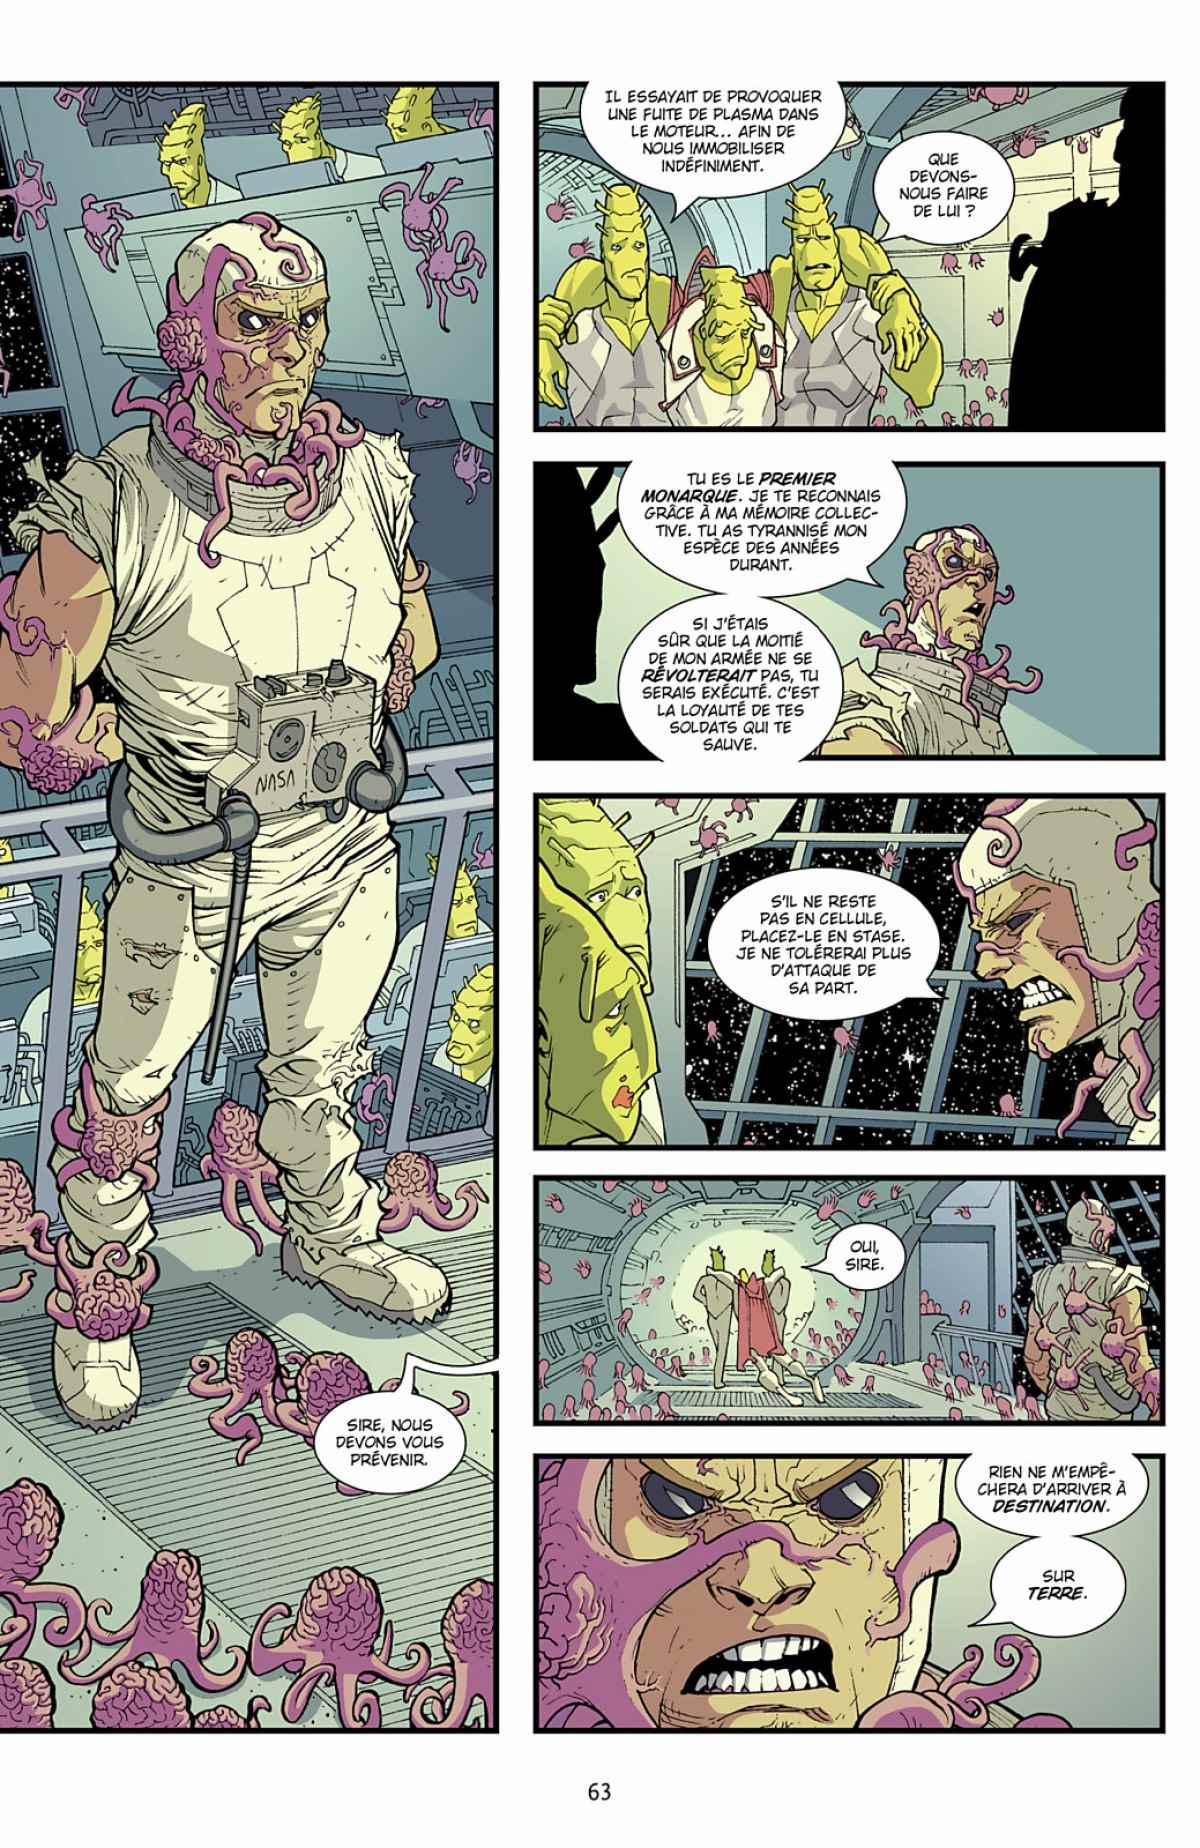 NASA
SIRE, NOUS
DEVONS VOUS
PRÉVENIR.
IL ESSAYAIT DE PROVOQUER
UNE FUITE DE PLASMA DANS
LE MOTEUR... AFIN DE
NOUS IMMOBILISER
INDÉFINIMENT.
QUE
DEVONS-
NOUS FAIRE
DE LUI ?
TU ES LE PREMIER
MONARQUE. JE TE RECONNAIS
GRÂCE À MA MÉMOIRE COLLEC-
TIVE. TU AS TYRANNISÉ MON
ESPÈCE DES ANNÉES
DURANT.
SI J'ÉTAIS
SÛR QUE LA MOITIÉ
DE MON ARMÉE NE SE
RÉVOLTERAIT PAS, TU
SERAIS EXÉCUTÉ. C'EST
LA LOYAUTÉ DE TES
SOLDATS QUI TE
SAUVE.
S'IL NE RESTE
PAS EN CELLULE,
PLACEZ-LE EN STASE.
JE NE TOLÉRERAI PLUS
D'ATTAQUE DE
SA PART.
OUI,
SIRE.
RIEN NE M'EMPÊ-
CHERA D'ARRIVER À
DESTINATION.
SUR
TERRE.
63